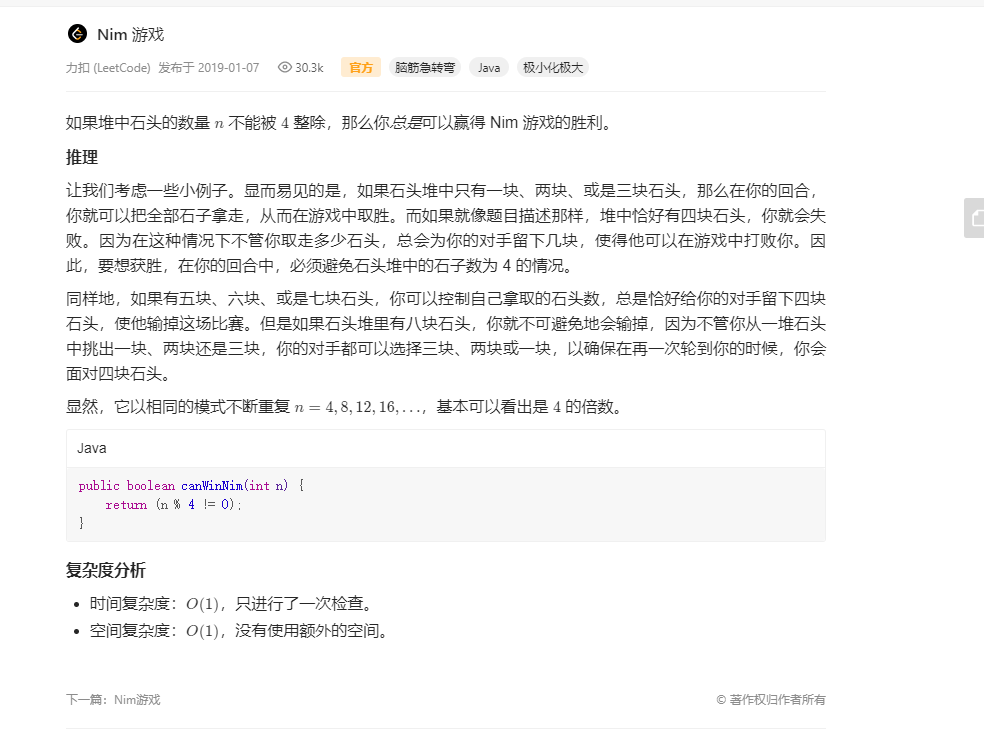 Nim 游戏
力扣 (LeetCode) 发布于 2019-01-07 30.3k 官方 脑筋急转弯 Java 极小化极大
如果堆中石头的数量 n 不能被 4 整除，那么你总是可以赢得 Nim 游戏的胜利。
推理
让我们考虑一些小例子。显而易见的是，如果石头堆中只有一块、两块、或是三块石头，那么在你的回合，
你就可以把全部石子拿走，从而在游戏中取胜。而如果就像题目描述那样，堆中恰好有四块石头，你就会失
败。因为在这种情况下不管你取走多少石头，总会为你的对手留下几块，使得他可以在游戏中打败你。因
此，要想获胜，在你的回合中，必须避免石头堆中的石子数为 4 的情况。
同样地，如果有五块、六块、或是七块石头，你可以控制自己拿取的石头数，总是恰好给你的对手留下四块
石头，使他输掉这场比赛。但是如果石头堆里有八块石头，你就不可避免地会输掉，因为不管你从一堆石头
中挑出一块、两块还是三块，你的对手都可以选择三块、两块或一块，以确保在再一次轮到你的时候，你会
面对四块石头。
显然，它以相同的模式不断重复 n = 4, 8, 12, 16, …，基本可以看出是 4 的倍数。
Java
public boolean canWinNim(int n) {
    return (n % 4 != 0);
}
复杂度分析
• 时间复杂度：O(1)，只进行了一次检查。
• 空间复杂度：O(1)，没有使用额外的空间。
下一篇：Nim游戏 © 著作权归作者所有